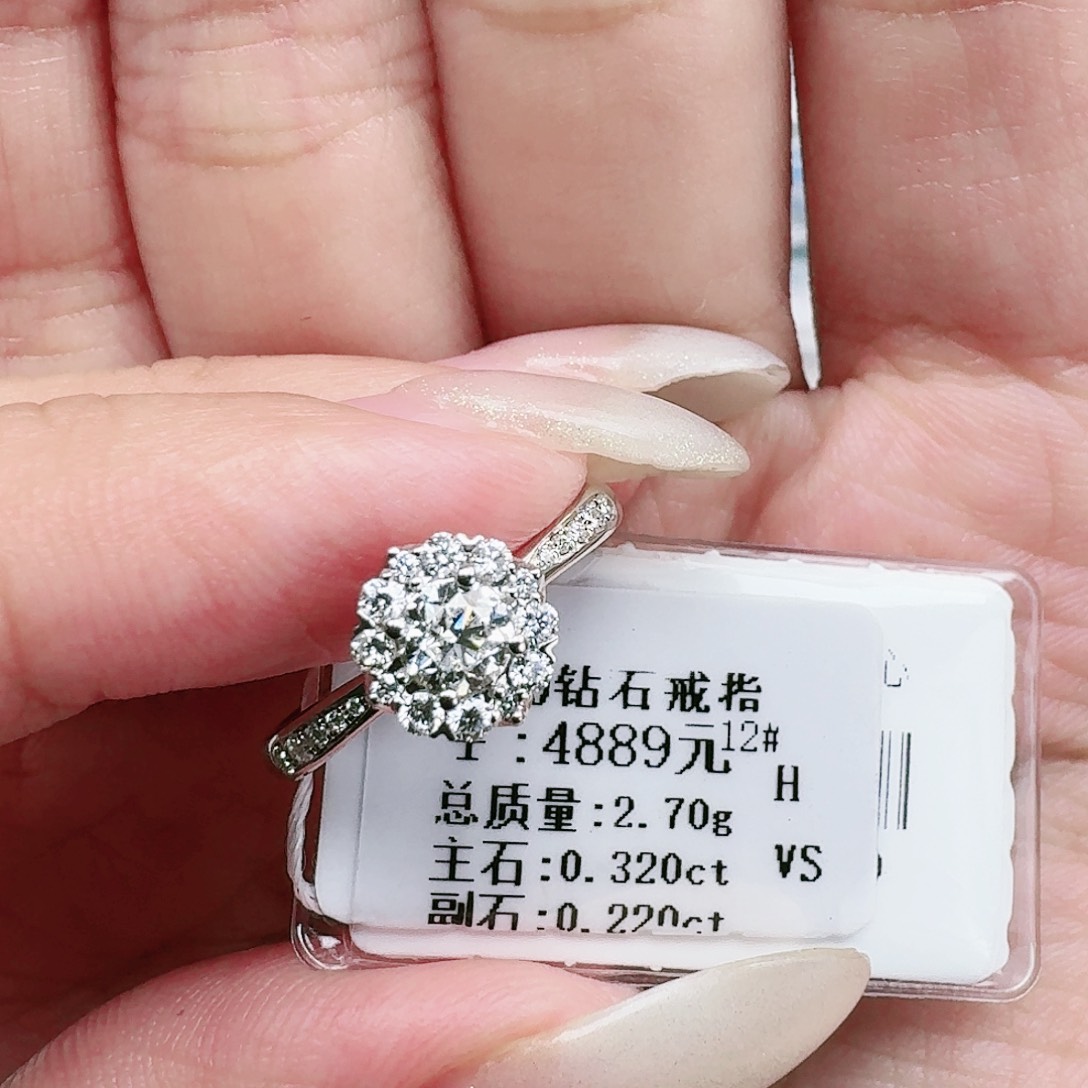 钻石戒指
:4889元 12#
H
总质量:2.70g
主石:0.320ct VS
副石:0.220ct